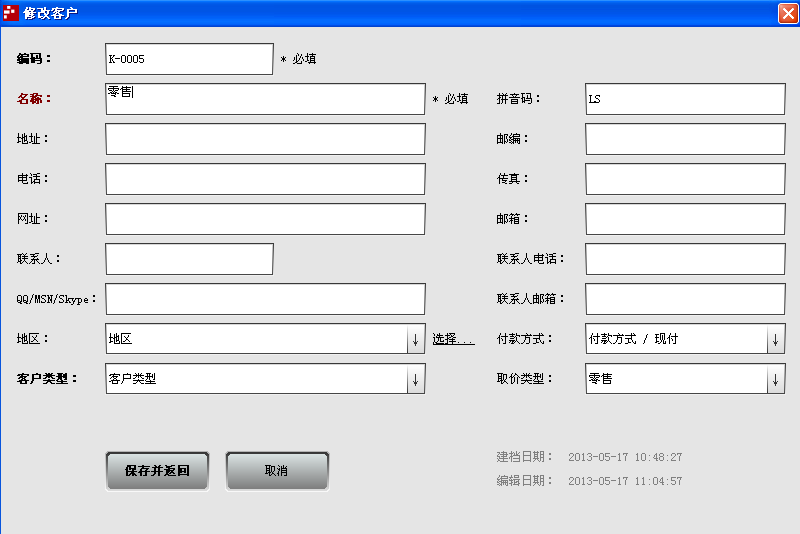 修改客户
编码： K-0005 * 必填
名称： 零售 * 必填 拼音码： LS
地址： 邮编：
电话： 传真：
网址： 邮箱：
联系人： 联系人电话：
QQ/MSN/Skype： 联系人邮箱：
地区： 地区 选择... 付款方式： 付款方式 / 现付
客户类型： 客户类型 取价类型： 零售
保存并返回 取消 建档日期： 2013-05-17 10:48:27
编辑日期： 2013-05-17 11:04:57